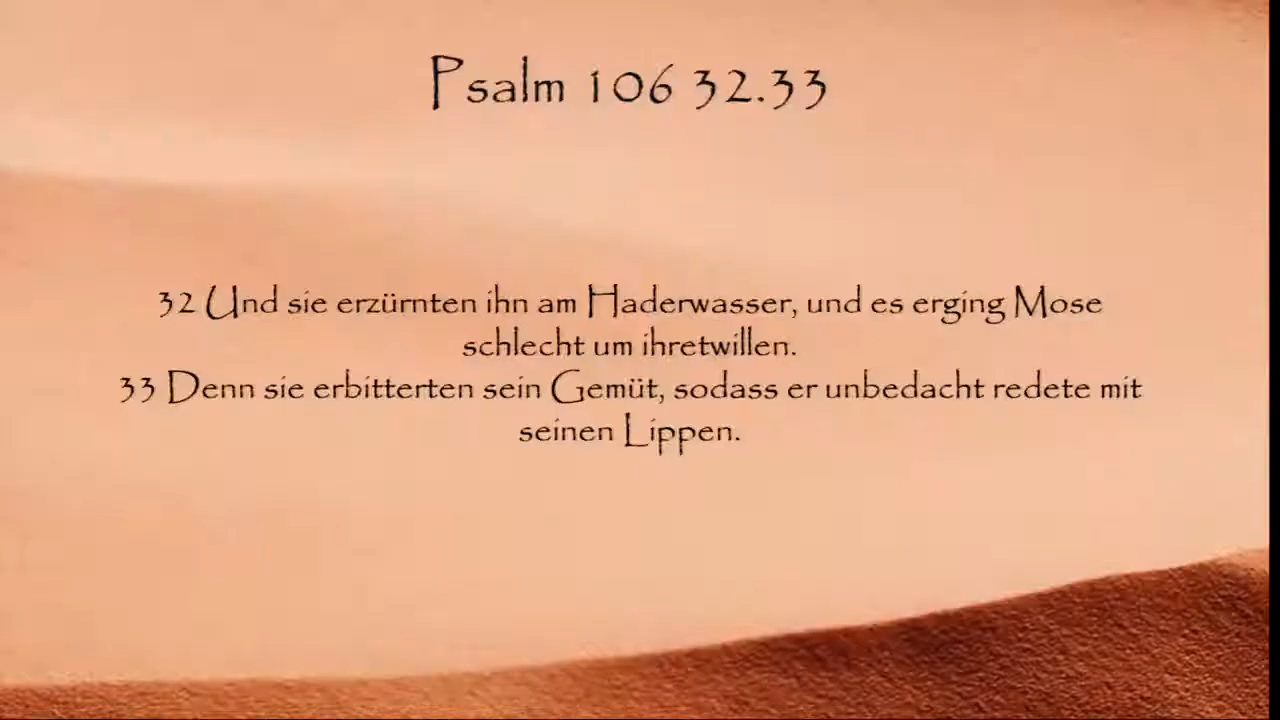 Psalm 106 32.33
32 Und sie erzürnten ihn am Haderwasser, und es erging Mose
schlecht um ihretwillen.
33 Denn sie erbitterten sein Gemüt, sodass er unbedacht redete mit
seinen Lippen.